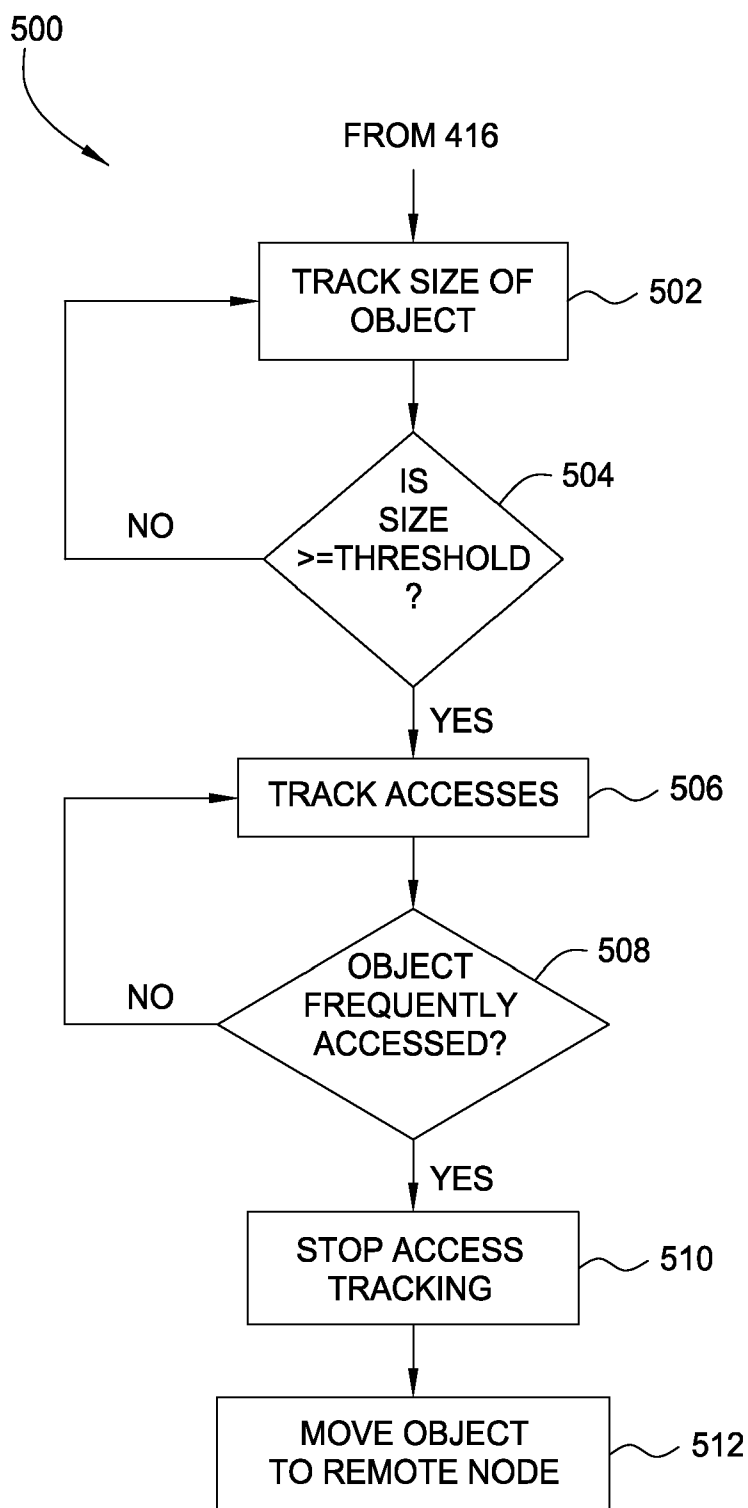 500
FROM 416
TRACK SIZE OF
OBJECT
502
IS
SIZE
>=THRESHOLD
?
504
NO
YES
TRACK ACCESSES
506
OBJECT
FREQUENTLY
ACCESSED?
508
NO
YES
STOP ACCESS
TRACKING
510
MOVE OBJECT
TO REMOTE NODE
512